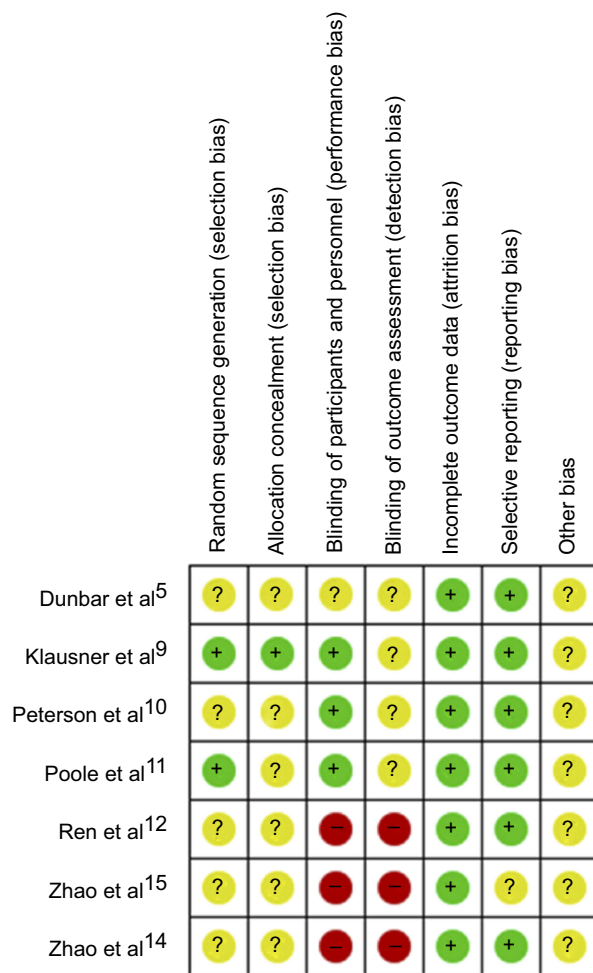 Random sequence generation (selection bias)
Allocation concealment (selection bias)
Blinding of participants and personnel (performance bias)
Blinding of outcome assessment (detection bias)
Incomplete outcome data (attrition bias)
Selective reporting (reporting bias)
Other bias
Dunbar et al5 ? ? ? ? + + ?
Klausner et al9 + + + ? + + ?
Peterson et al10 ? ? + ? + + ?
Poole et al11 + ? + ? + + ?
Ren et al12 ? ? – – + + ?
Zhao et al15 ? ? – – + ? ?
Zhao et al14 ? ? – – + + ?